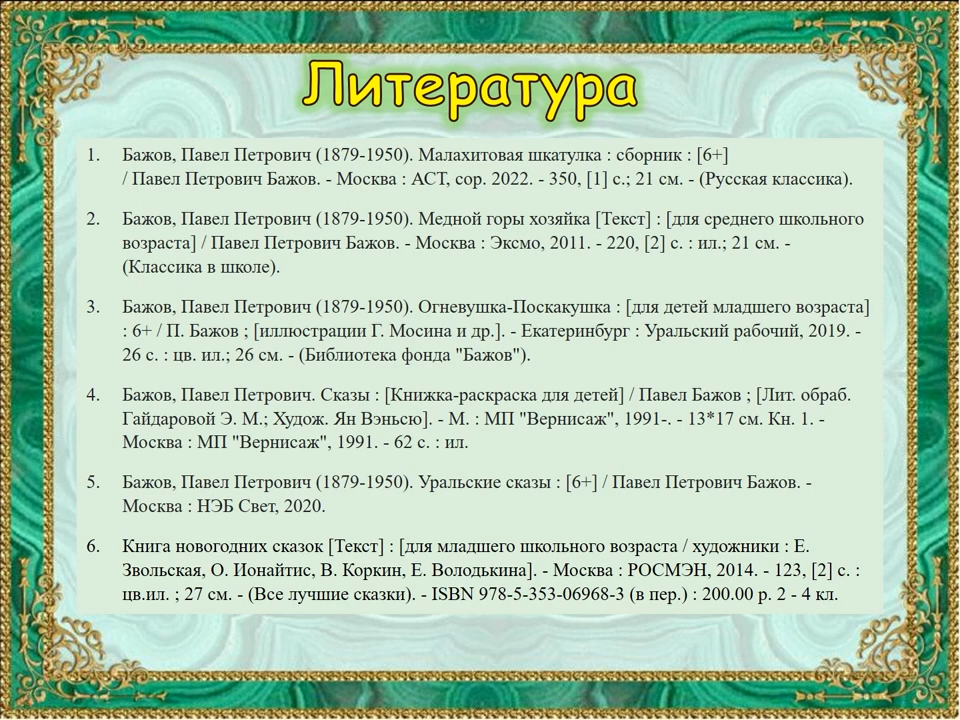 Литература
1. Бажов, Павел Петрович (1879-1950). Малахитовая шкатулка : сборник : [6+]
/ Павел Петрович Бажов. - Москва : АСТ, сор. 2022. - 350, [1] с.; 21 см. - (Русская классика).
2. Бажов, Павел Петрович (1879-1950). Медной горы хозяйка [Текст] : [для среднего школьного
возраста] / Павел Петрович Бажов. - Москва : Эксмо, 2011. - 220, [2] с. : ил.; 21 см. -
(Классика в школе).
3. Бажов, Павел Петрович (1879-1950). Огневушка-Поскакушка : [для детей младшего возраста]
: 6+ / П. Бажов ; [иллюстрации Г. Мосина и др.]. - Екатеринбург : Уральский рабочий, 2019. -
26 с. : цв. ил.; 26 см. - (Библиотека фонда "Бажов").
4. Бажов, Павел Петрович. Сказы : [Книжка-раскраска для детей] / Павел Бажов ; [Лит. обраб.
Гайдаровой Э. М.; Худож. Ян Вэньсю]. - М. : МП "Вернисаж", 1991-. - 13*17 см. Кн. 1. -
Москва : МП "Вернисаж", 1991. - 62 с. : ил.
5. Бажов, Павел Петрович (1879-1950). Уральские сказы : [6+] / Павел Петрович Бажов. -
Москва : НЭБ Свет, 2020.
6. Книга новогодних сказок [Текст] : [для младшего школьного возраста / художники : Е.
Звольская, О. Ионайтис, В. Коркин, Е. Володькина]. - Москва : РОСМЭН, 2014. - 123, [2] с. :
цв.ил. ; 27 см. - (Все лучшие сказки). - ISBN 978-5-353-06968-3 (в пер.) : 200.00 р. 2 - 4 кл.